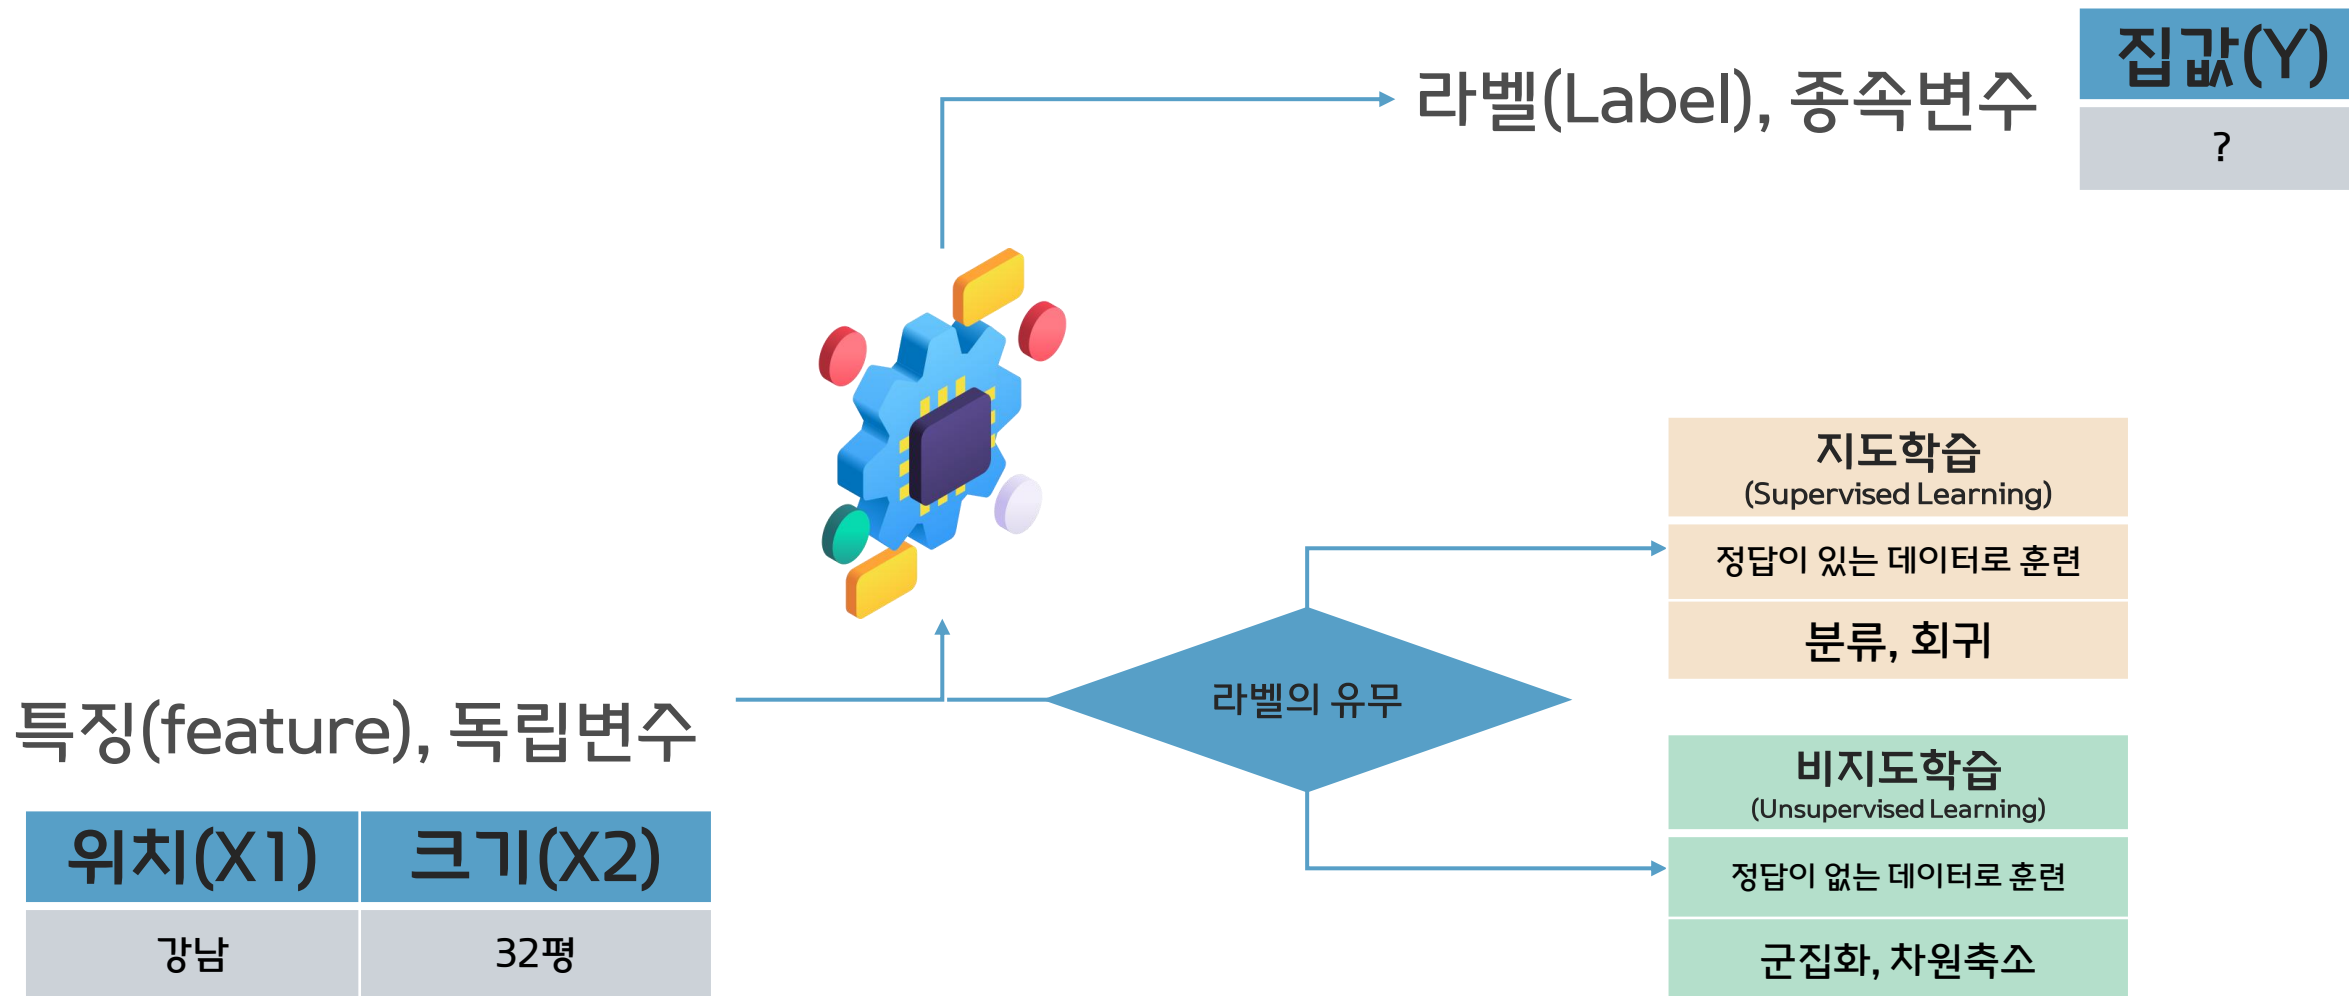 집값(Y)
라벨(Label), 종속변수
?
지도학습
(Supervised Learning)
정답이 있는 데이터로 훈련
분류, 회귀
라벨의 유무
특징(feature), 독립변수
비지도학습
(Unsupervised Learning)
정답이 없는 데이터로 훈련
군집화, 차원축소
위치(X1) 크기(X2)
강남 32평